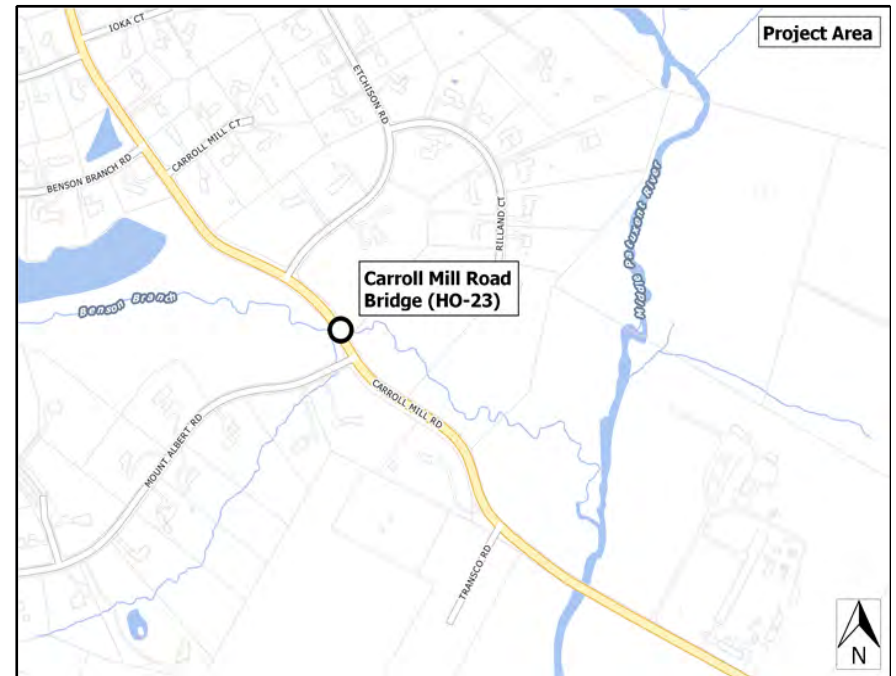 IOKA CT
Project Area
ETCHISON RD
CARROLL MILL CT
BENSON BRANCH RD
RILLAND CT
Middle Patuxent River
Carroll Mill Road
Bridge (HO-23)
Benson Branch
CARROLL MILL RD
MOUNT ALBERT RD
TRANSCO RD
N